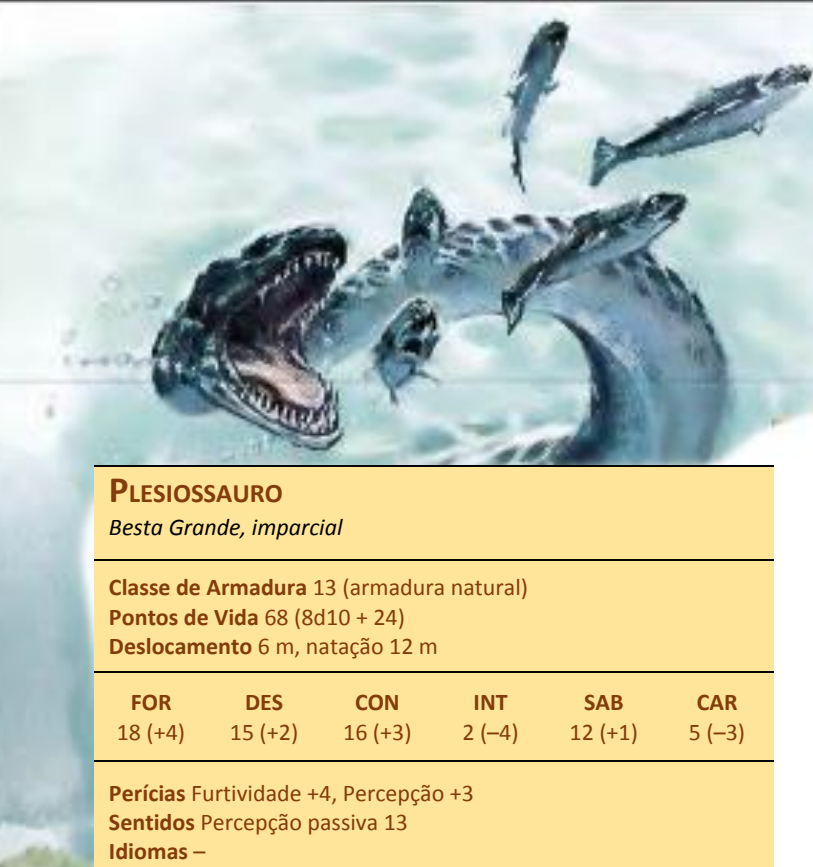 PLESIOSSAURO
Besta Grande, imparcial
Classe de Armadura 13 (armadura natural)
Pontos de Vida 68 (8d10 + 24)
Deslocamento 6 m, natação 12 m
FOR DES CON INT SAB CAR
18 (+4) 15 (+2) 16 (+3) 2 (–4) 12 (+1) 5 (–3)
Perícias Furtividade +4, Percepção +3
Sentidos Percepção passiva 13
Idiomas –